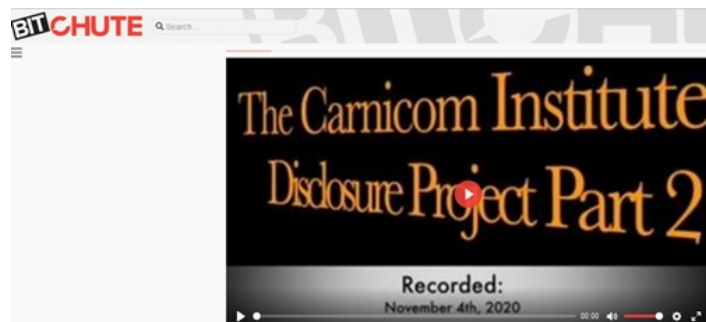 BITCHUTE
Search...
The Carnicom Institute
Disclosure Project Part 2
Recorded:
November 4th, 2020
00:00